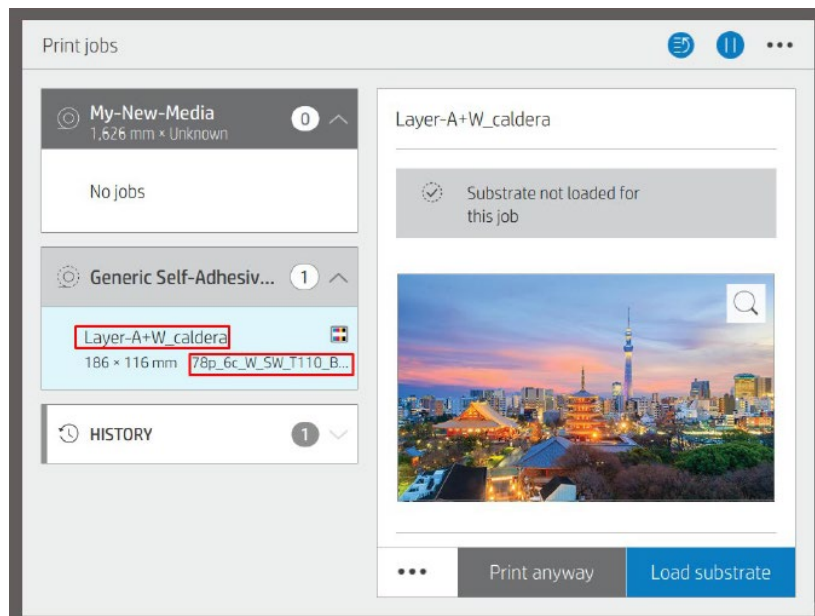 Print jobs
My-New-Media
0
1,626 mm × Unknown
No jobs
Generic Self-Adhesiv...
1
Layer-A+W_caldera
186 × 116 mm 78p_6c_W_SW_T110_B...
HISTORY
1
Layer-A+W_caldera
Substrate not loaded for
this job
Print anyway
Load substrate